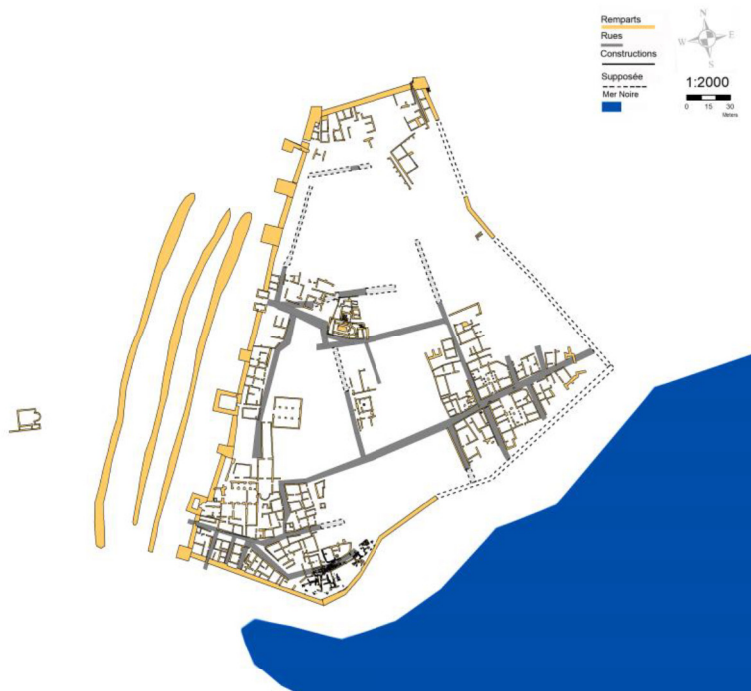 Remparts
Rues
Constructions
Supposée
Mer Noire
N
W E
S
1:2000
0 15 30
Meters